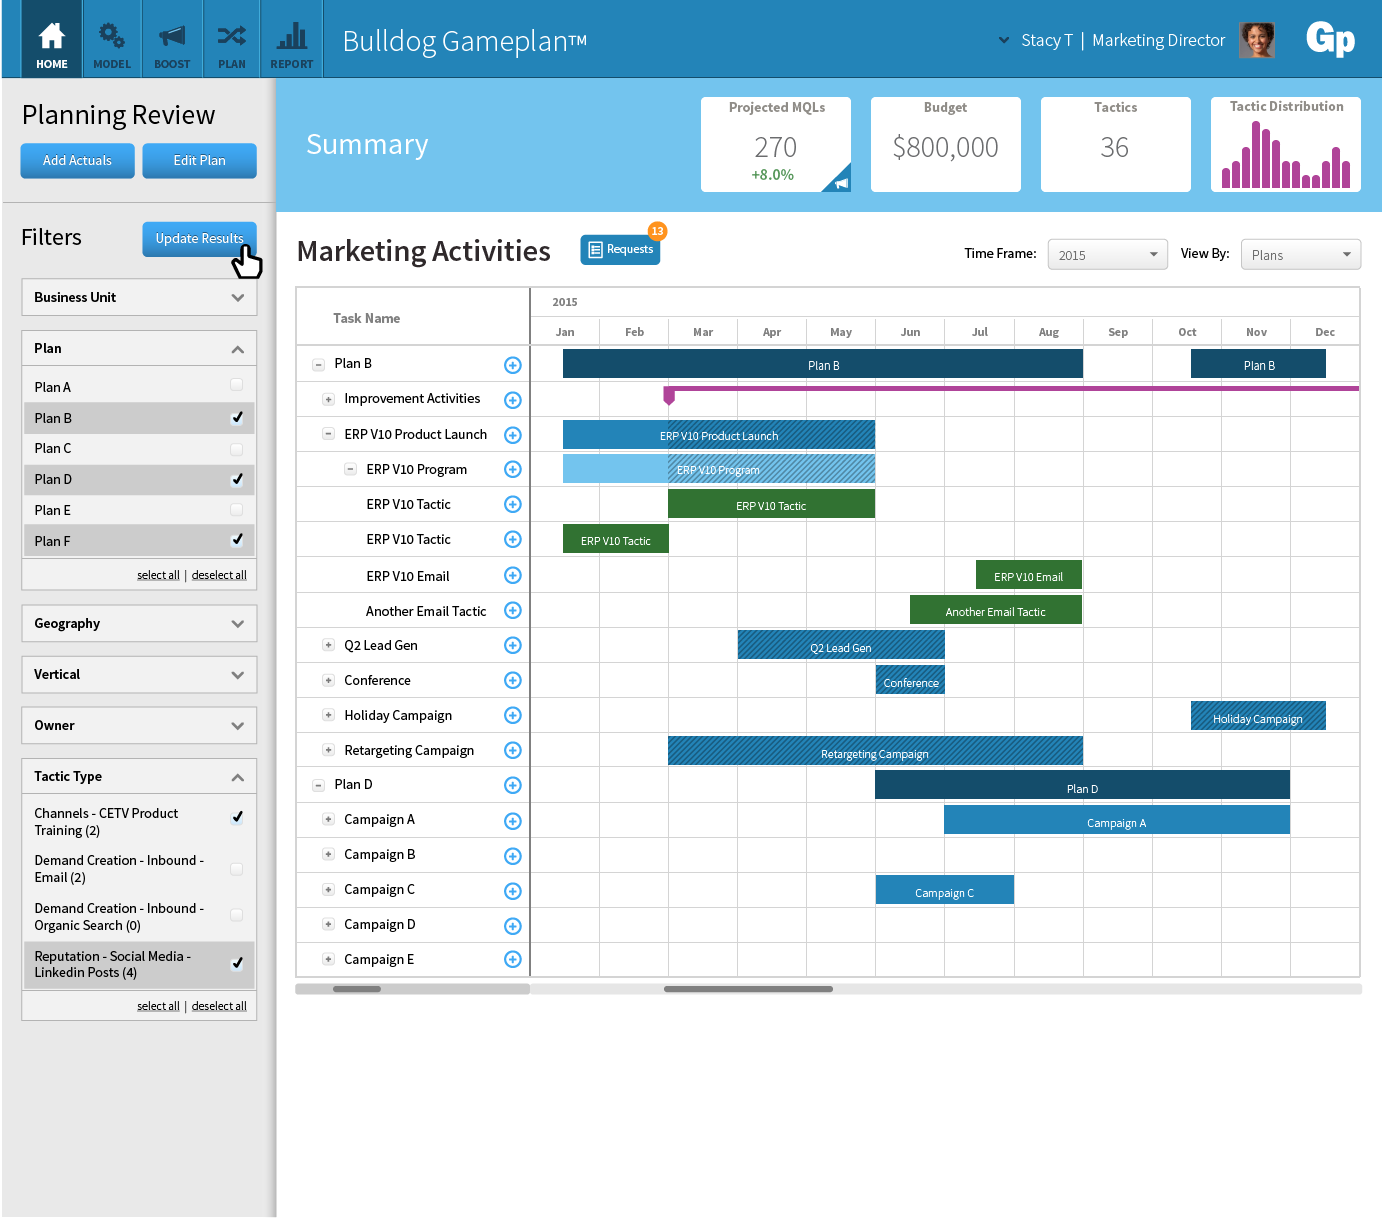 HOME
MODEL
BOOST
PLAN
REPORT
Bulldog Gameplan™
Stacy T | Marketing Director
Gp
Planning Review
Add Actuals
Edit Plan
Summary
Projected MQLs
270
+8.0%
Budget
$800,000
Tactics
36
Tactic Distribution
Filters
Update Results
Business Unit
Plan
Plan A
Plan B
Plan C
Plan D
Plan E
Plan F
select all | deselect all
Geography
Vertical
Owner
Tactic Type
Channels - CETV Product
Training (2)
Demand Creation - Inbound -
Email (2)
Demand Creation - Inbound -
Organic Search (0)
Reputation - Social Media -
Linkedin Posts (4)
select all | deselect all
Marketing Activities
Requests
13
Time Frame:
2015
View By:
Plans
Task Name
2015
Jan Feb Mar Apr May Jun Jul Aug Sep Oct Nov Dec
Plan B
Plan B
Plan B
Improvement Activities
ERP V10 Product Launch
ERP V10 Product Launch
ERP V10 Program
ERP V10 Program
ERP V10 Tactic
ERP V10 Tactic
ERP V10 Tactic
ERP V10 Tactic
ERP V10 Email
ERP V10 Email
Another Email Tactic
Another Email Tactic
Q2 Lead Gen
Q2 Lead Gen
Conference
Conference
Holiday Campaign
Holiday Campaign
Retargeting Campaign
Retargeting Campaign
Plan D
Plan D
Campaign A
Campaign A
Campaign B
Campaign C
Campaign C
Campaign D
Campaign E